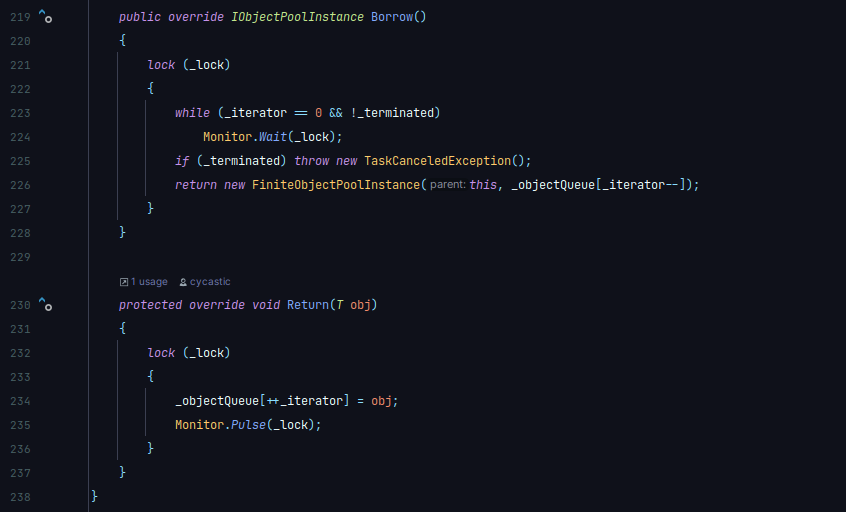 219 public override IObjectPoolInstance Borrow()
220 {
221 lock (_lock)
222 {
223 while (_iterator == 0 && !_terminated)
224 Monitor.Wait(_lock);
225 if (_terminated) throw new TaskCanceledException();
226 return new FiniteObjectPoolInstance( parent: this, _objectQueue[_iterator--]);
227 }
228 }
229
1 usage cycastic
230 protected override void Return(T obj)
231 {
232 lock (_lock)
233 {
234 _objectQueue[++_iterator] = obj;
235 Monitor.Pulse(_lock);
236 }
237 }
238 }